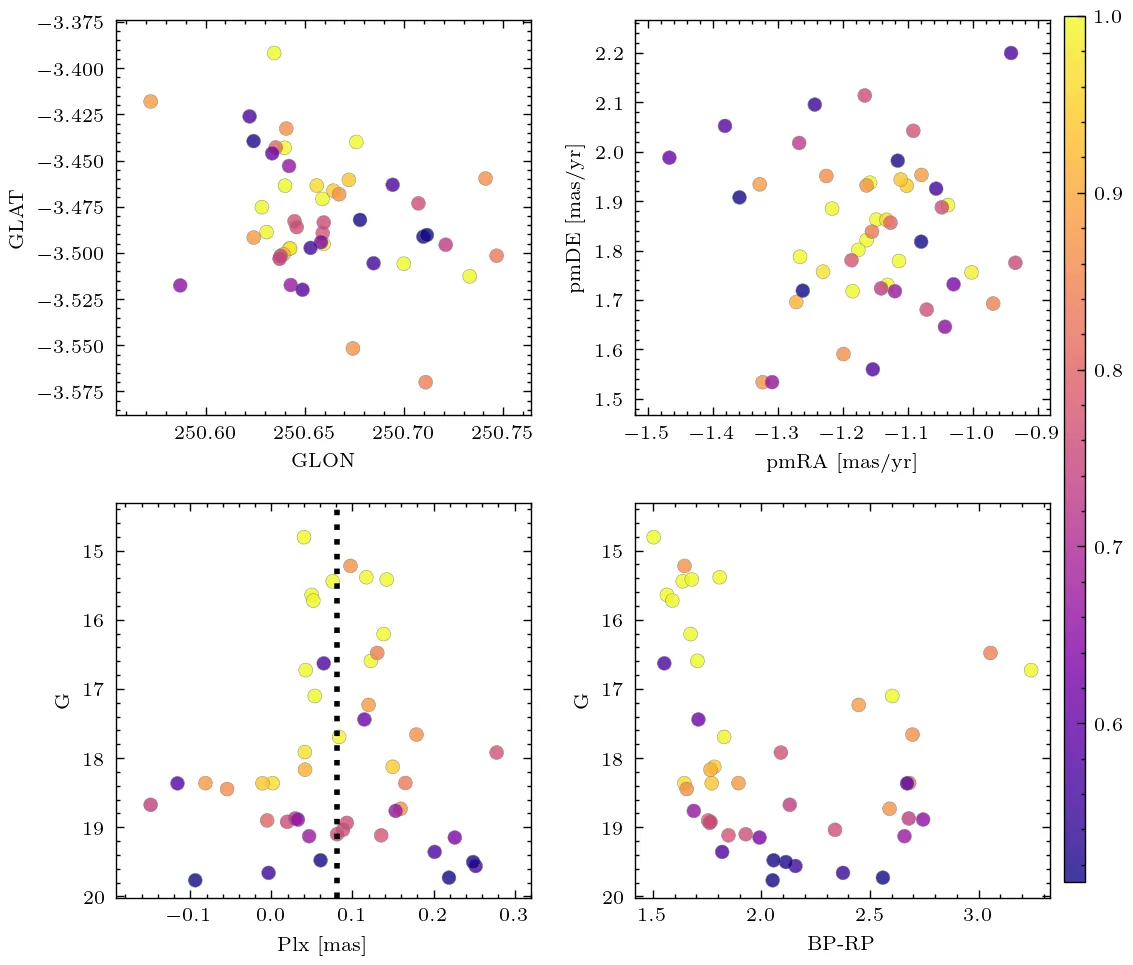 −3.375
−3.400
−3.425
−3.450
−3.475
−3.500
−3.525
−3.550
−3.575
GLAT
250.60 250.65 250.70 250.75
GLON
2.2
2.1
2.0
1.9
1.8
1.7
1.6
1.5
pmDE [mas/yr]
−1.5 −1.4 −1.3 −1.2 −1.1 −1.0 −0.9
pmRA [mas/yr]
1.0
0.9
0.8
0.7
0.6
15
16
17
18
19
20
G
−0.1 0.0 0.1 0.2 0.3
Plx [mas]
15
16
17
18
19
20
G
1.5 2.0 2.5 3.0
BP-RP